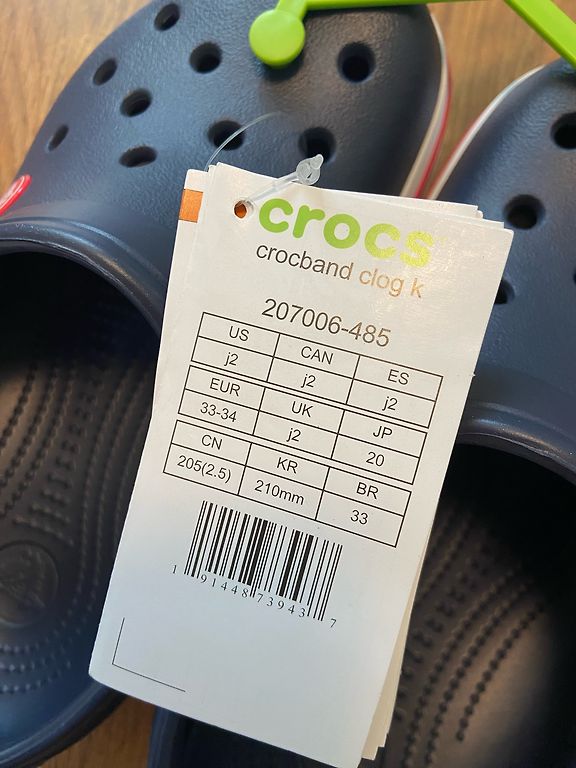 crocs™
crocband clog k
207006-485
US CAN ES
j2 j2 j2
EUR UK JP
33-34 j2 20
CN KR BR
205(2.5) 210mm 33
1 91448 73943 7